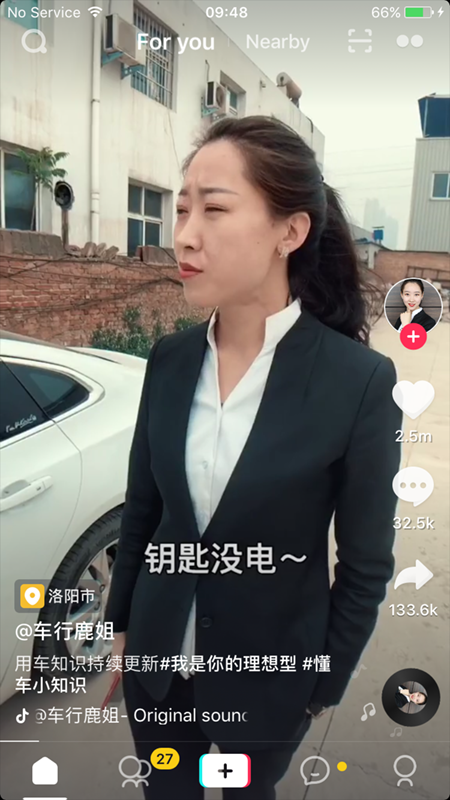 No Service
09:48
66%
For you
Nearby
2.5m
钥匙没电～
32.5k
洛阳市
133.6k
@车行鹿姐
用车知识持续更新#我是你的理想型 #懂
车小知识
@车行鹿姐- Original sound
27